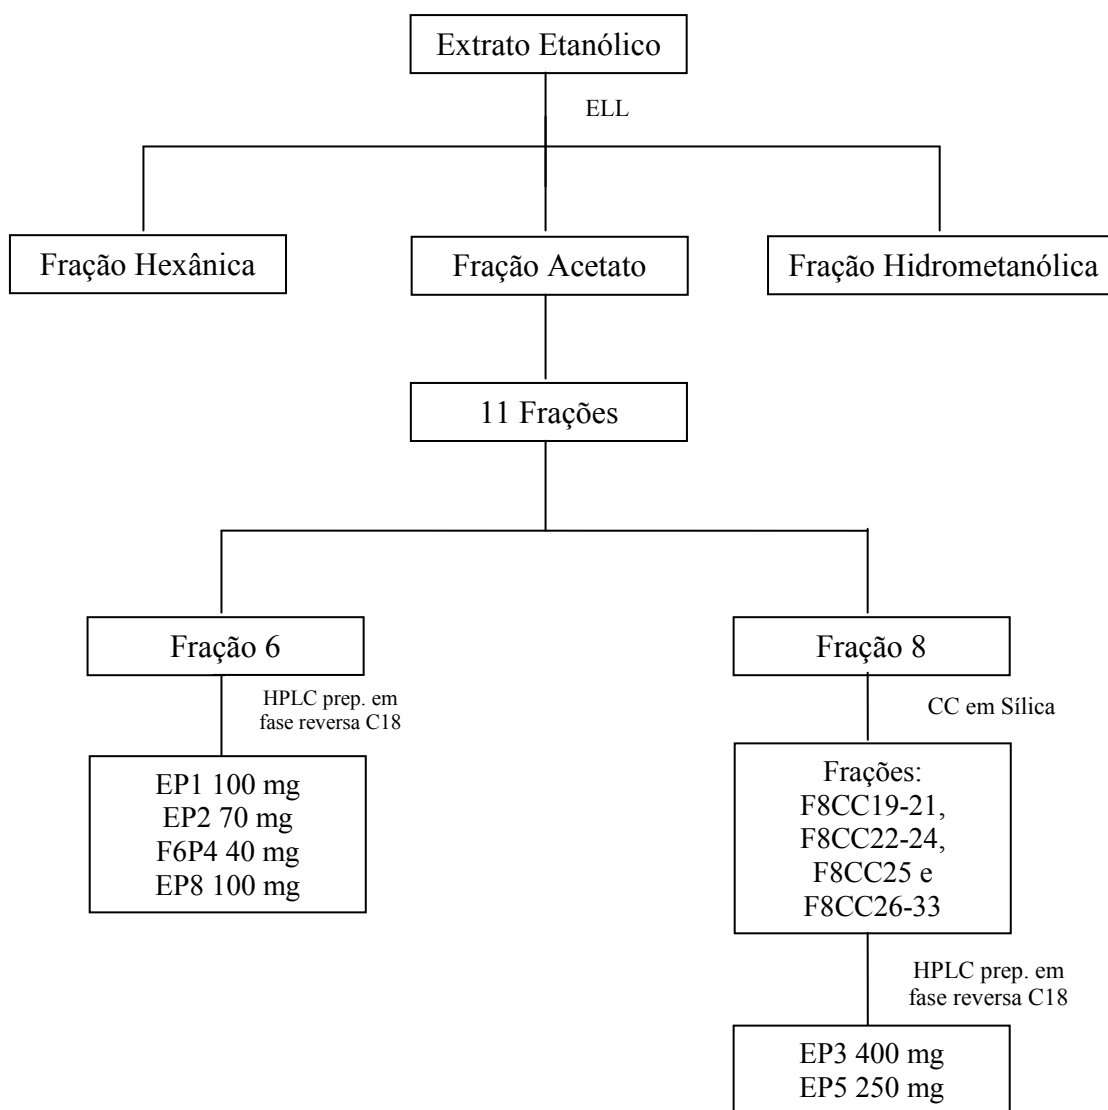 Extrato Etanólico
ELL
Fração Hexânica
Fração Acetato
Fração Hidrometanólica
11 Frações
Fração 6
Fração 8
HPLC prep. em
fase reversa C18
CC em Sílica
EP1 100 mg
EP2 70 mg
F6P4 40 mg
EP8 100 mg
Frações:
F8CC19-21,
F8CC22-24,
F8CC25 e
F8CC26-33
HPLC prep. em
fase reversa C18
EP3 400 mg
EP5 250 mg